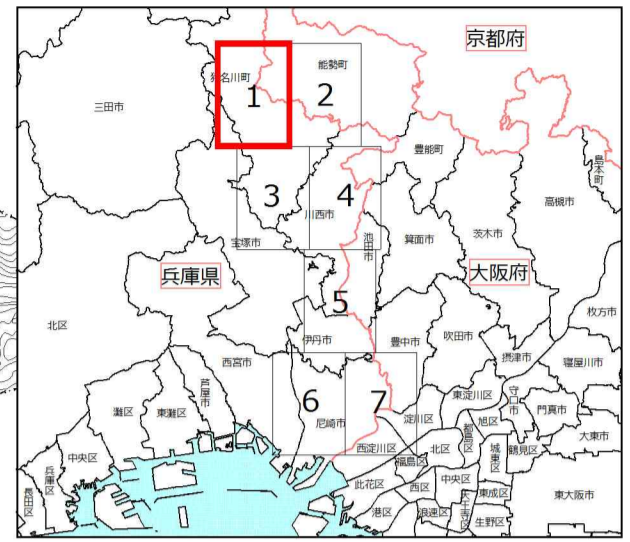 京都府
能勢町
猪名川町
1
2
三田市
豊能町
島本町
高槻市
3
4
川西市
池田市
箕面市
茨木市
宝塚市
兵庫県
大阪府
5
枚方市
北区
伊丹市
豊中市
吹田市
摂津市
寝屋川市
西宮市
芦屋市
東淀川区
守口市
6
7
尼崎市
淀川区
旭区
門真市
灘区
東灘区
都島区
大東市
西淀川区
北区
城東区
鶴見区
中央区
福島区
兵庫区
此花区
西区
中央区
東成区
東大阪市
長田区
港区
浪速区
天王寺区
生野区